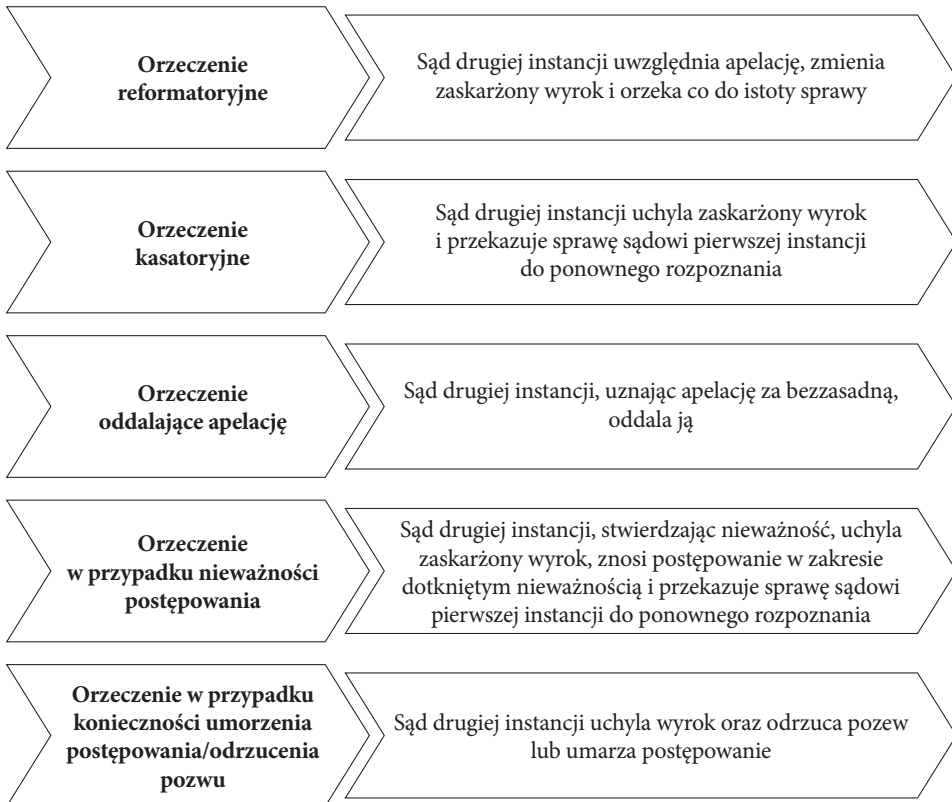 Orzeczenie
reformatoryjne
Sąd drugiej instancji uwzględnia apelację, zmienia
zaskarżony wyrok i orzeka co do istoty sprawy
Orzeczenie
kasatoryjne
Sąd drugiej instancji uchyla zaskarżony wyrok
i przekazuje sprawę sądowi pierwszej instancji
do ponownego rozpoznania
Orzeczenie
oddalające apelację
Sąd drugiej instancji, uznając apelację za bezzasadną,
oddala ją
Orzeczenie
w przypadku nieważności
postępowania
Sąd drugiej instancji, stwierdzając nieważność, uchyla
zaskarżony wyrok, znosi postępowanie w zakresie
dotkniętym nieważnością i przekazuje sprawę sądowi
pierwszej instancji do ponownego rozpoznania
Orzeczenie w przypadku
konieczności umorzenia
postępowania/odrzucenia
pozwu
Sąd drugiej instancji uchyla wyrok oraz odrzuca pozew
lub umarza postępowanie